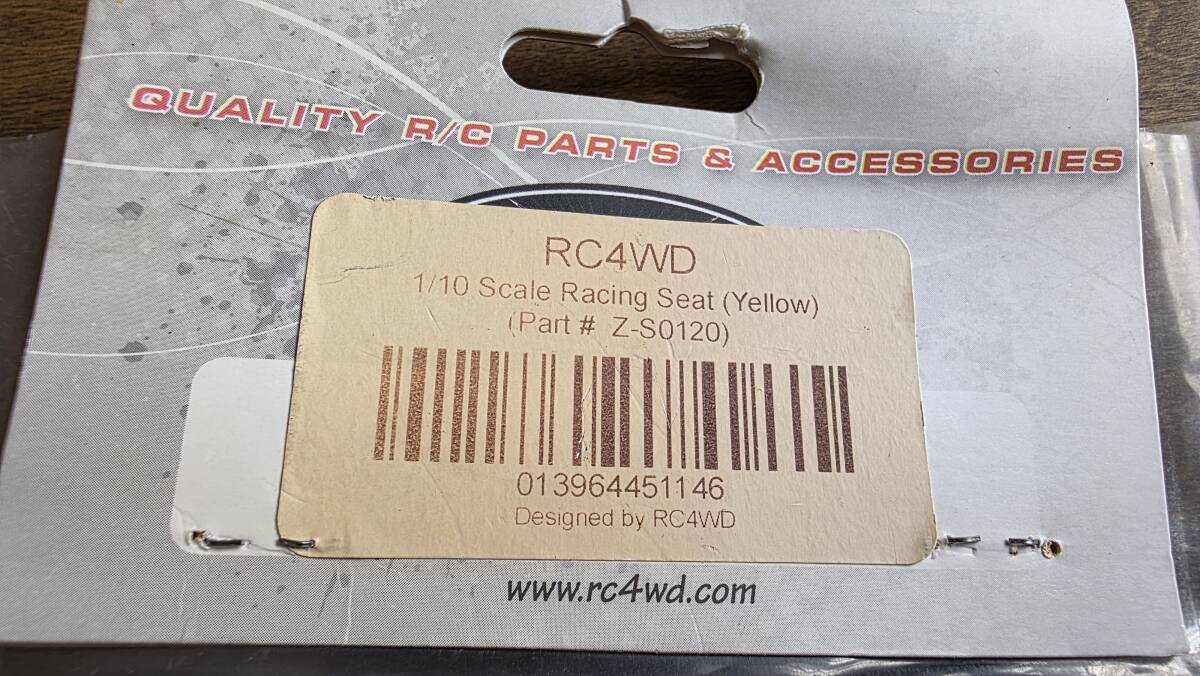 QUALITY R/C PARTS & ACCESSORIES
RC4WD
1/10 Scale Racing Seat (Yellow)
(Part # Z-S0120)
013964451146
Designed by RC4WD
www.rc4wd.com